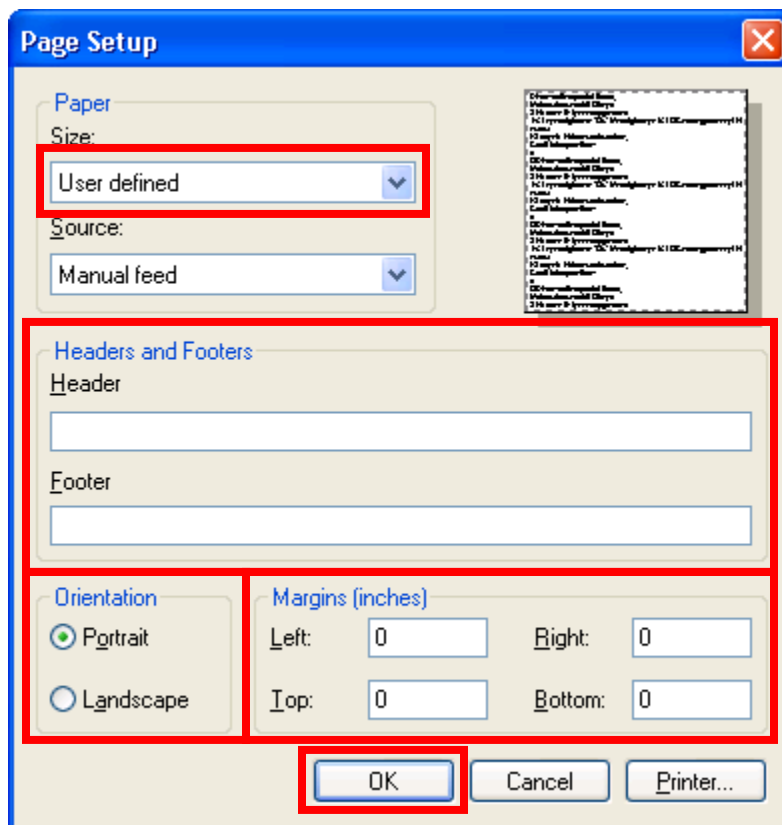 Page Setup
Paper
Size:
User defined
Source:
Manual feed
Headers and Footers
Header
Footer
Orientation
Portrait
Landscape
Margins (inches)
Left: 0 Right: 0
Top: 0 Bottom: 0
OK Cancel Printer...